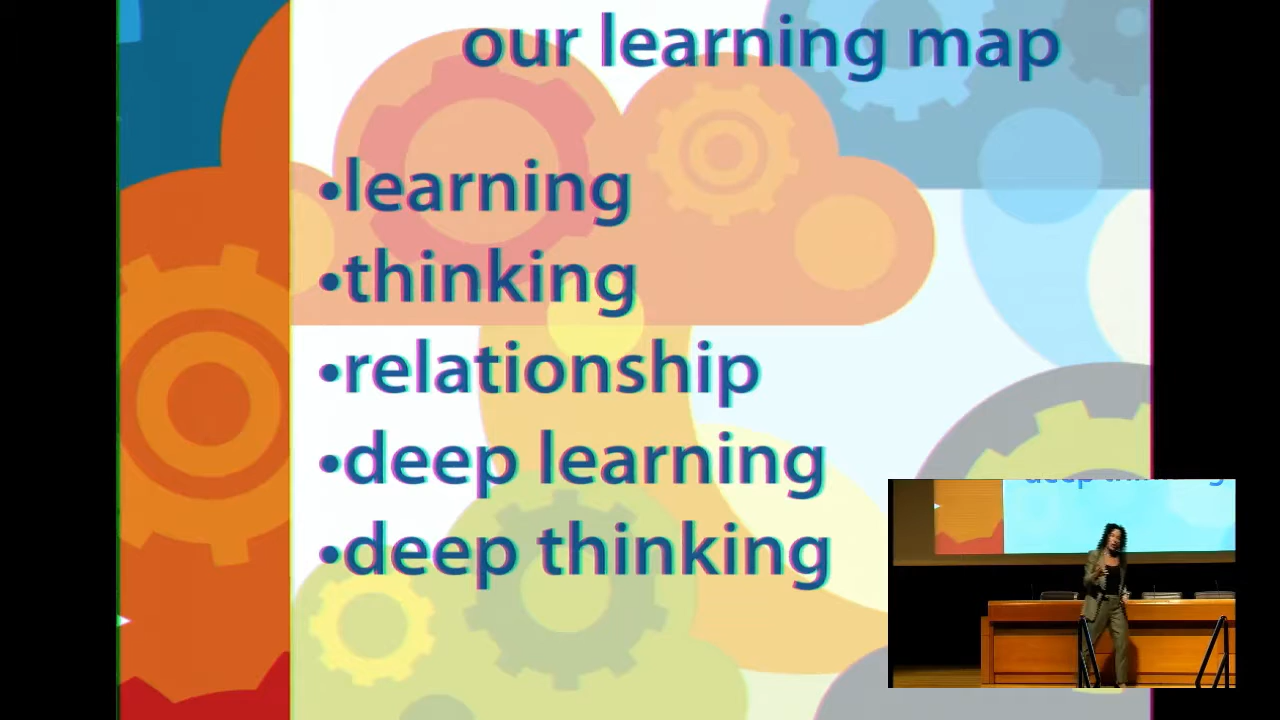 our learning map
•learning
•thinking
•relationship
•deep learning
•deep thinking